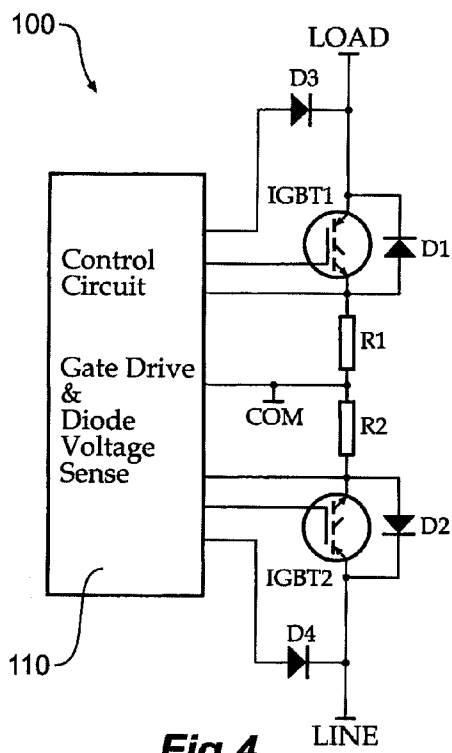 100
LOAD
D3
IGBT1
D1
Control
Circuit
R1
Gate Drive
&
Diode
Voltage
Sense
COM
R2
D2
IGBT2
D4
110
LINE
Fig 4